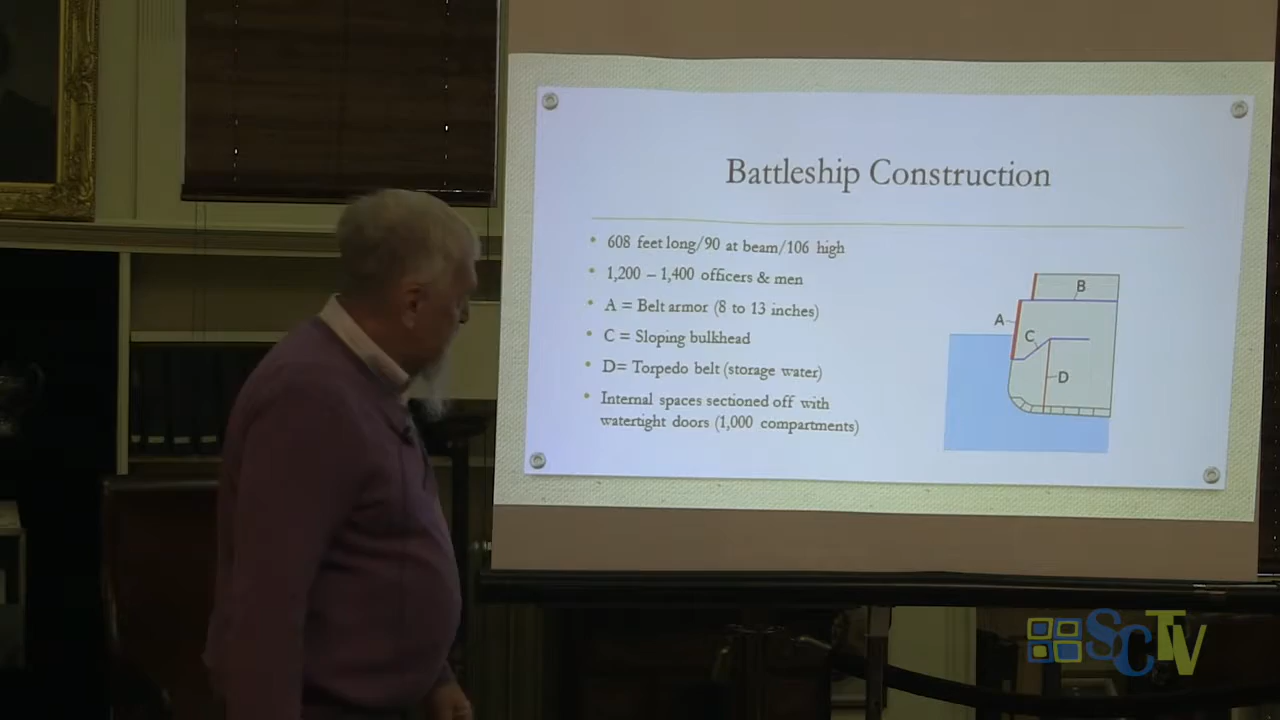 Battleship Construction
• 608 feet long/90 at beam/106 high
• 1,200 – 1,400 officers & men
• A = Belt armor (8 to 13 inches)
• C = Sloping bulkhead
• D= Torpedo belt (storage water)
• Internal spaces sectioned off with
watertight doors (1,000 compartments)
B
A
C
D
SCTV